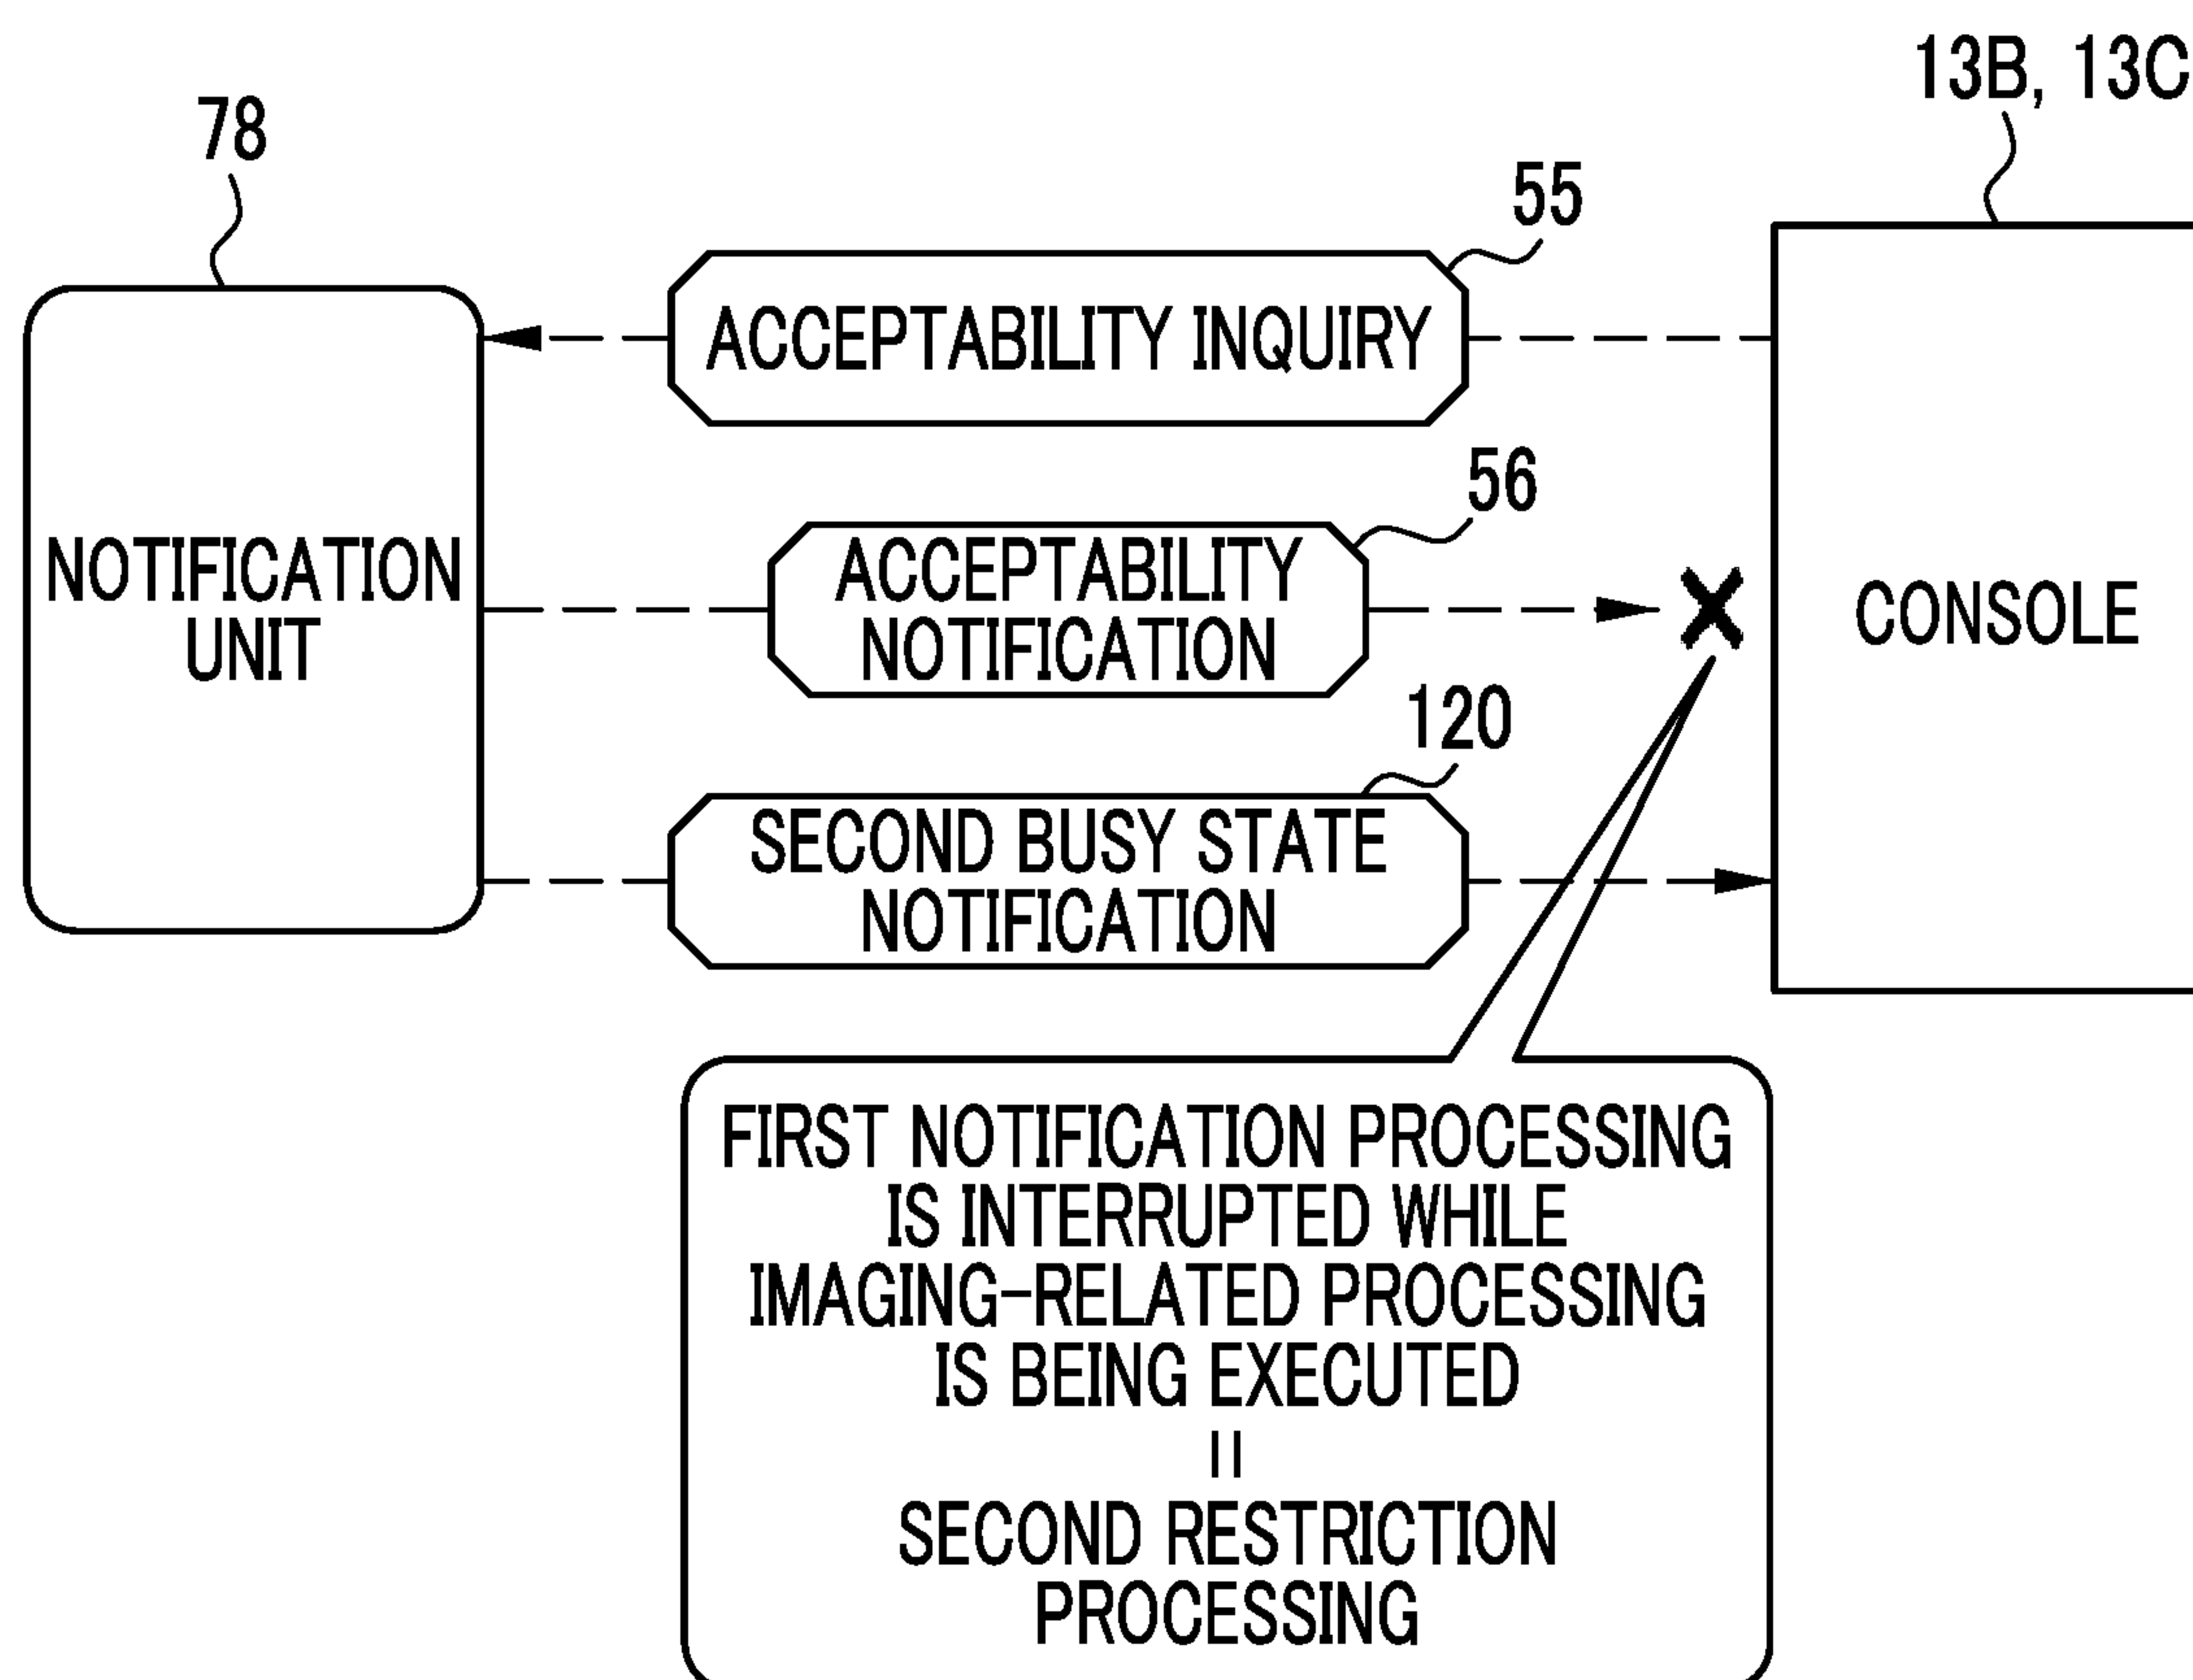 13B, 13C
78
55
ACCEPTABILITY INQUIRY
56
NOTIFICATION
UNIT
ACCEPTABILITY
NOTIFICATION
CONSOLE
120
SECOND BUSY STATE
NOTIFICATION
FIRST NOTIFICATION PROCESSING
IS INTERRUPTED WHILE
IMAGING-RELATED PROCESSING
IS BEING EXECUTED
=
SECOND RESTRICTION
PROCESSING